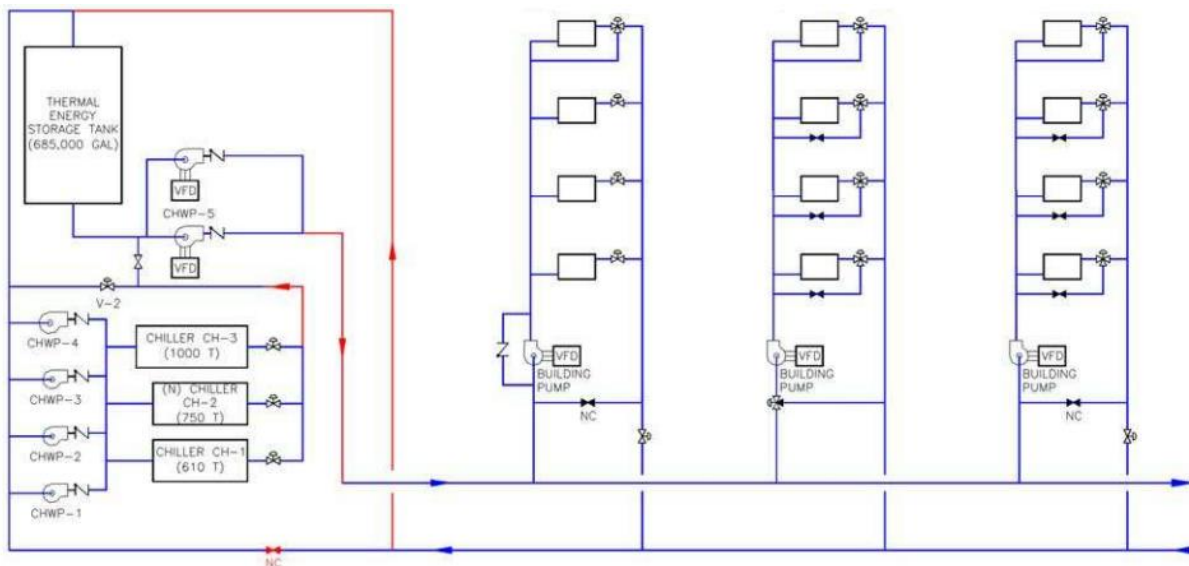 THERMAL
ENERGY
STORAGE TANK
(685,000 GAL)
VFD
CHWP-5
VFD
V-2
CHWP-4
CHILLER CH-3
(1000 T)
CHWP-3
(N) CHILLER
CH-2
(750 T)
CHWP-2
CHILLER CH-1
(610 T)
CHWP-1
NC
VFD
BUILDING
PUMP
NC
VFD
BUILDING
PUMP
VFD
BUILDING
PUMP
NC